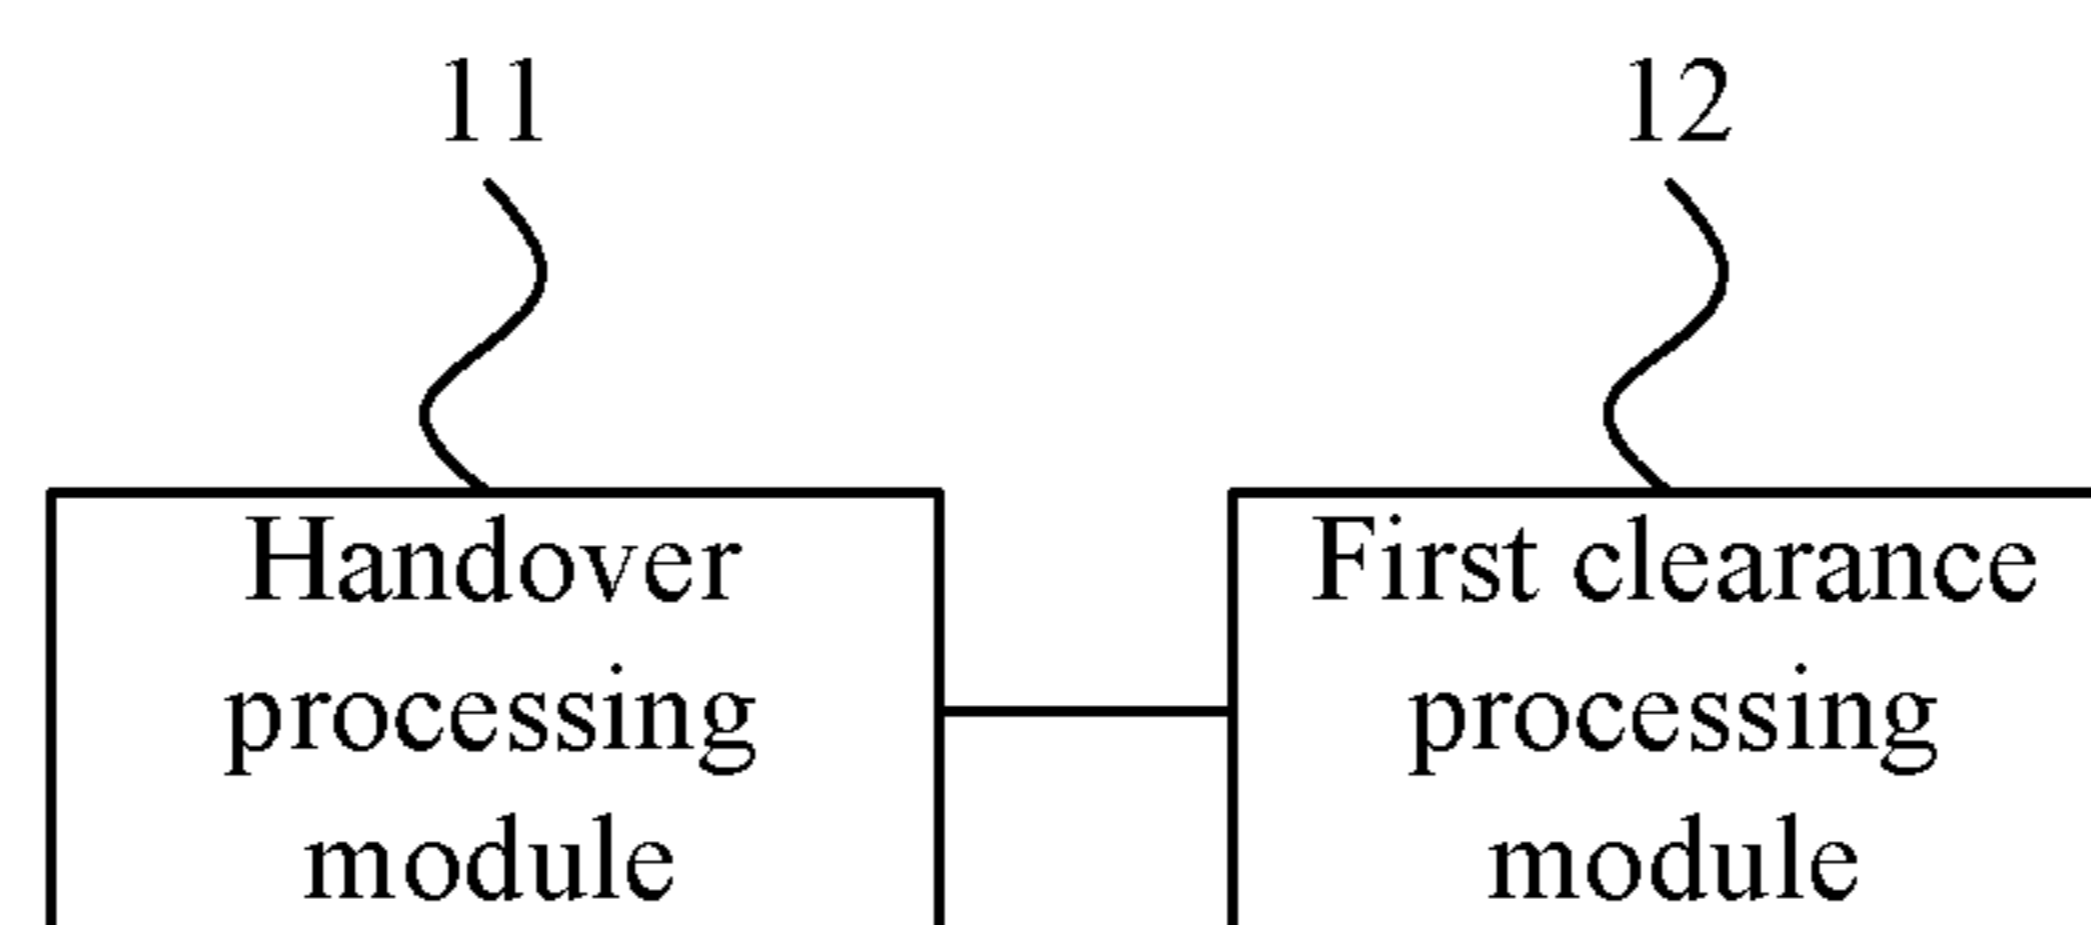 11
12
Handover
processing
module
First clearance
processing
module